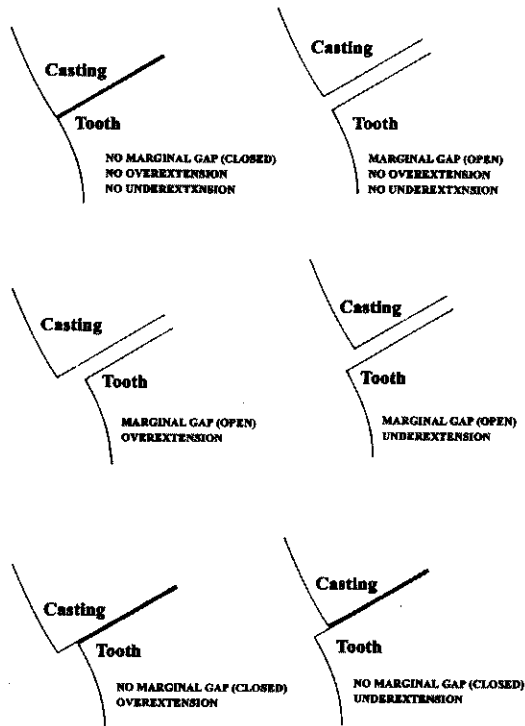 Casting
Tooth
NO MARGINAL GAP (CLOSED)
NO OVEREXTENSION
NO UNDEREXTXNSION
Casting
Tooth
MARGINAL GAP (OPEN)
NO OVEREXTENSION
NO UNDEREXTXNSION
Casting
Tooth
MARGINAL GAP (OPEN)
OVEREXTENSION
Casting
Tooth
MARGINAL GAP (OPEN)
UNDEREXTENSION
Casting
Tooth
NO MARGINAL GAP (CLOSED)
OVEREXTENSION
Casting
Tooth
NO MARGINAL GAP (CLOSED)
UNDEREXTENSION